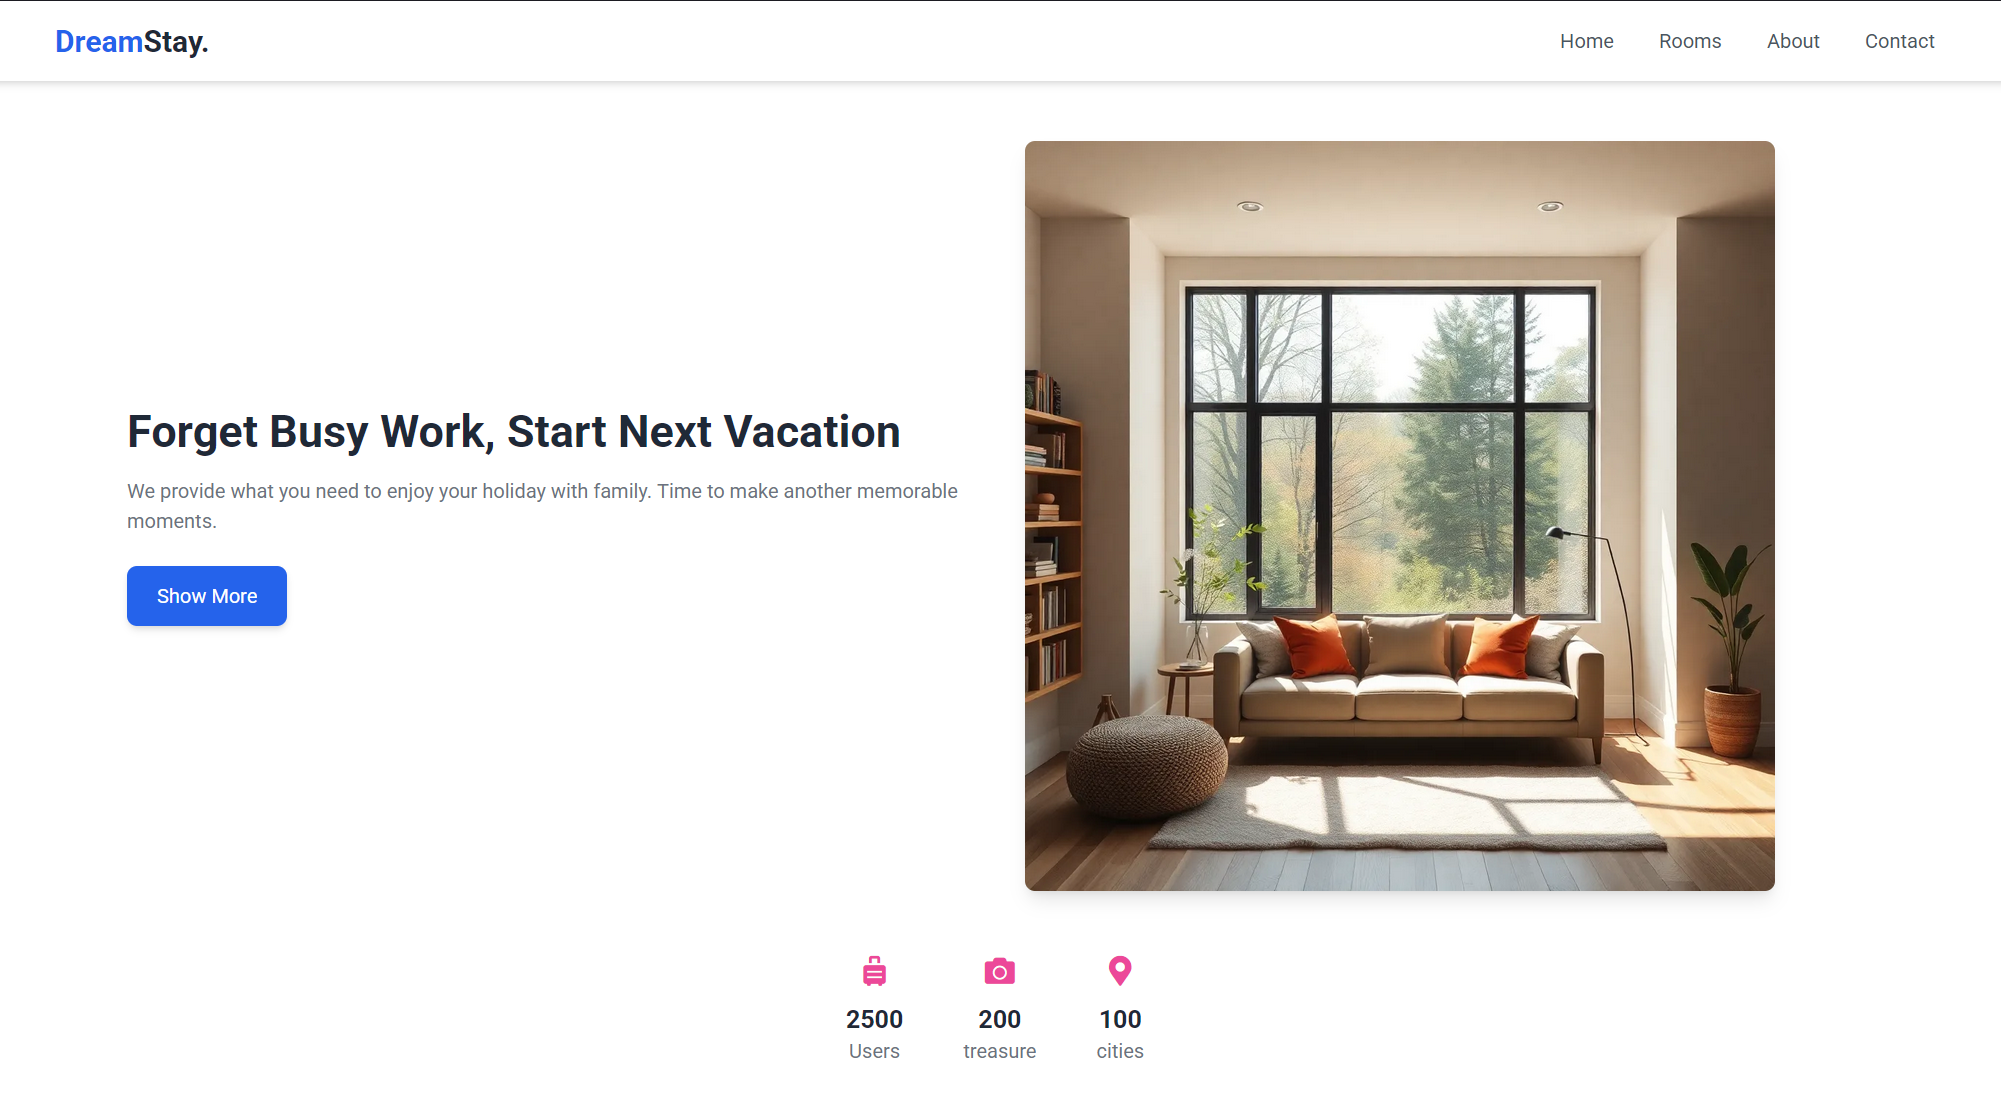 DreamStay.
Home Rooms About Contact
Forget Busy Work, Start Next Vacation
We provide what you need to enjoy your holiday with family. Time to make another memorable
moments.
Show More
2500 200 100
Users treasure cities